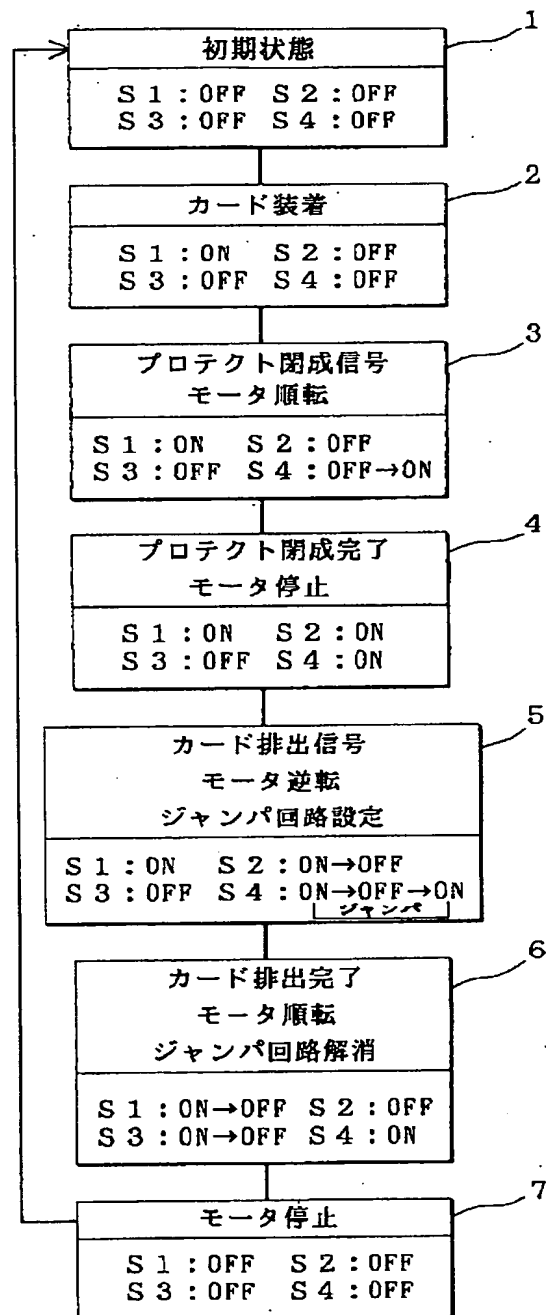 1
初期状態
S1:OFF S2:OFF
S3:OFF S4:OFF
2
カード装着
S1:ON S2:OFF
S3:OFF S4:OFF
3
プロテクト閉成信号
モータ順転
S1:ON S2:OFF
S3:OFF S4:OFF→ON
4
プロテクト閉成完了
モータ停止
S1:ON S2:ON
S3:OFF S4:ON
5
カード排出信号
モータ逆転
ジャンパ回路設定
S1:ON S2:ON→OFF
S3:OFF S4:ON→OFF→ON
ジャンパ
6
カード排出完了
モータ順転
ジャンパ回路解消
S1:ON→OFF S2:OFF
S3:ON→OFF S4:ON
7
モータ停止
S1:OFF S2:OFF
S3:OFF S4:OFF